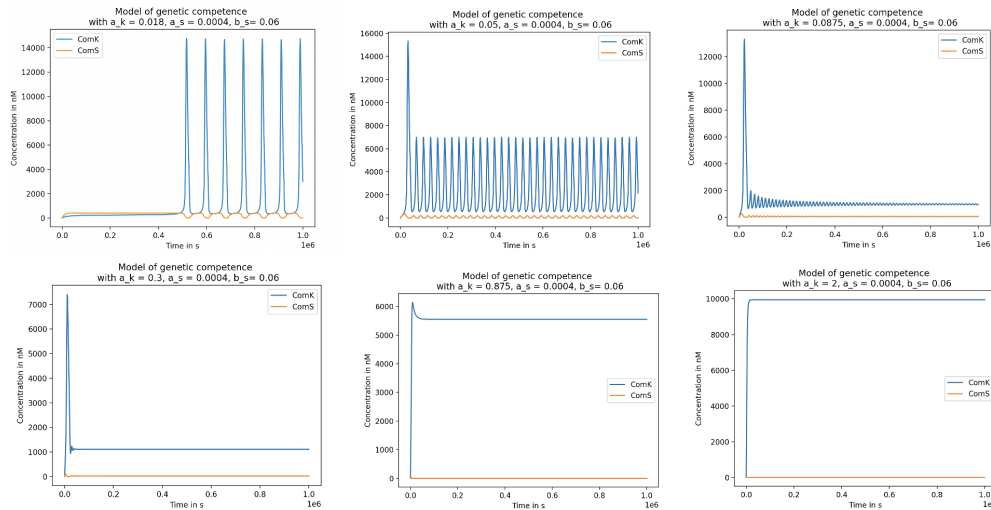 Model of genetic competence
with a_k = 0.018, a_s = 0.0004, b_s= 0.06
ComK
ComS
Concentration in nM
14000
12000
10000
8000
6000
4000
2000
0
0.0 0.2 0.4 0.6 0.8 1.0
1e6
Time in s
Model of genetic competence
with a_k = 0.05, a_s = 0.0004, b_s= 0.06
ComK
ComS
Concentration in nM
16000
14000
12000
10000
8000
6000
4000
2000
0
0.0 0.2 0.4 0.6 0.8 1.0
1e6
Time in s
Model of genetic competence
with a_k = 0.0875, a_s = 0.0004, b_s= 0.06
ComK
ComS
Concentration in nM
14000
12000
10000
8000
6000
4000
2000
0
0.0 0.2 0.4 0.6 0.8 1.0
1e6
Time in s
Model of genetic competence
with a_k = 0.3, a_s = 0.0004, b_s= 0.06
ComK
ComS
Concentration in nM
7000
6000
5000
4000
3000
2000
1000
0
0.0 0.2 0.4 0.6 0.8 1.0
1e6
Time in s
Model of genetic competence
with a_k = 0.875, a_s = 0.0004, b_s= 0.06
ComK
ComS
Concentration in nM
6000
5000
4000
3000
2000
1000
0
0.0 0.2 0.4 0.6 0.8 1.0
1e6
Time in s
Model of genetic competence
with a_k = 2, a_s = 0.0004, b_s= 0.06
ComK
ComS
Concentration in nM
10000
8000
6000
4000
2000
0
0.0 0.2 0.4 0.6 0.8 1.0
1e6
Time in s